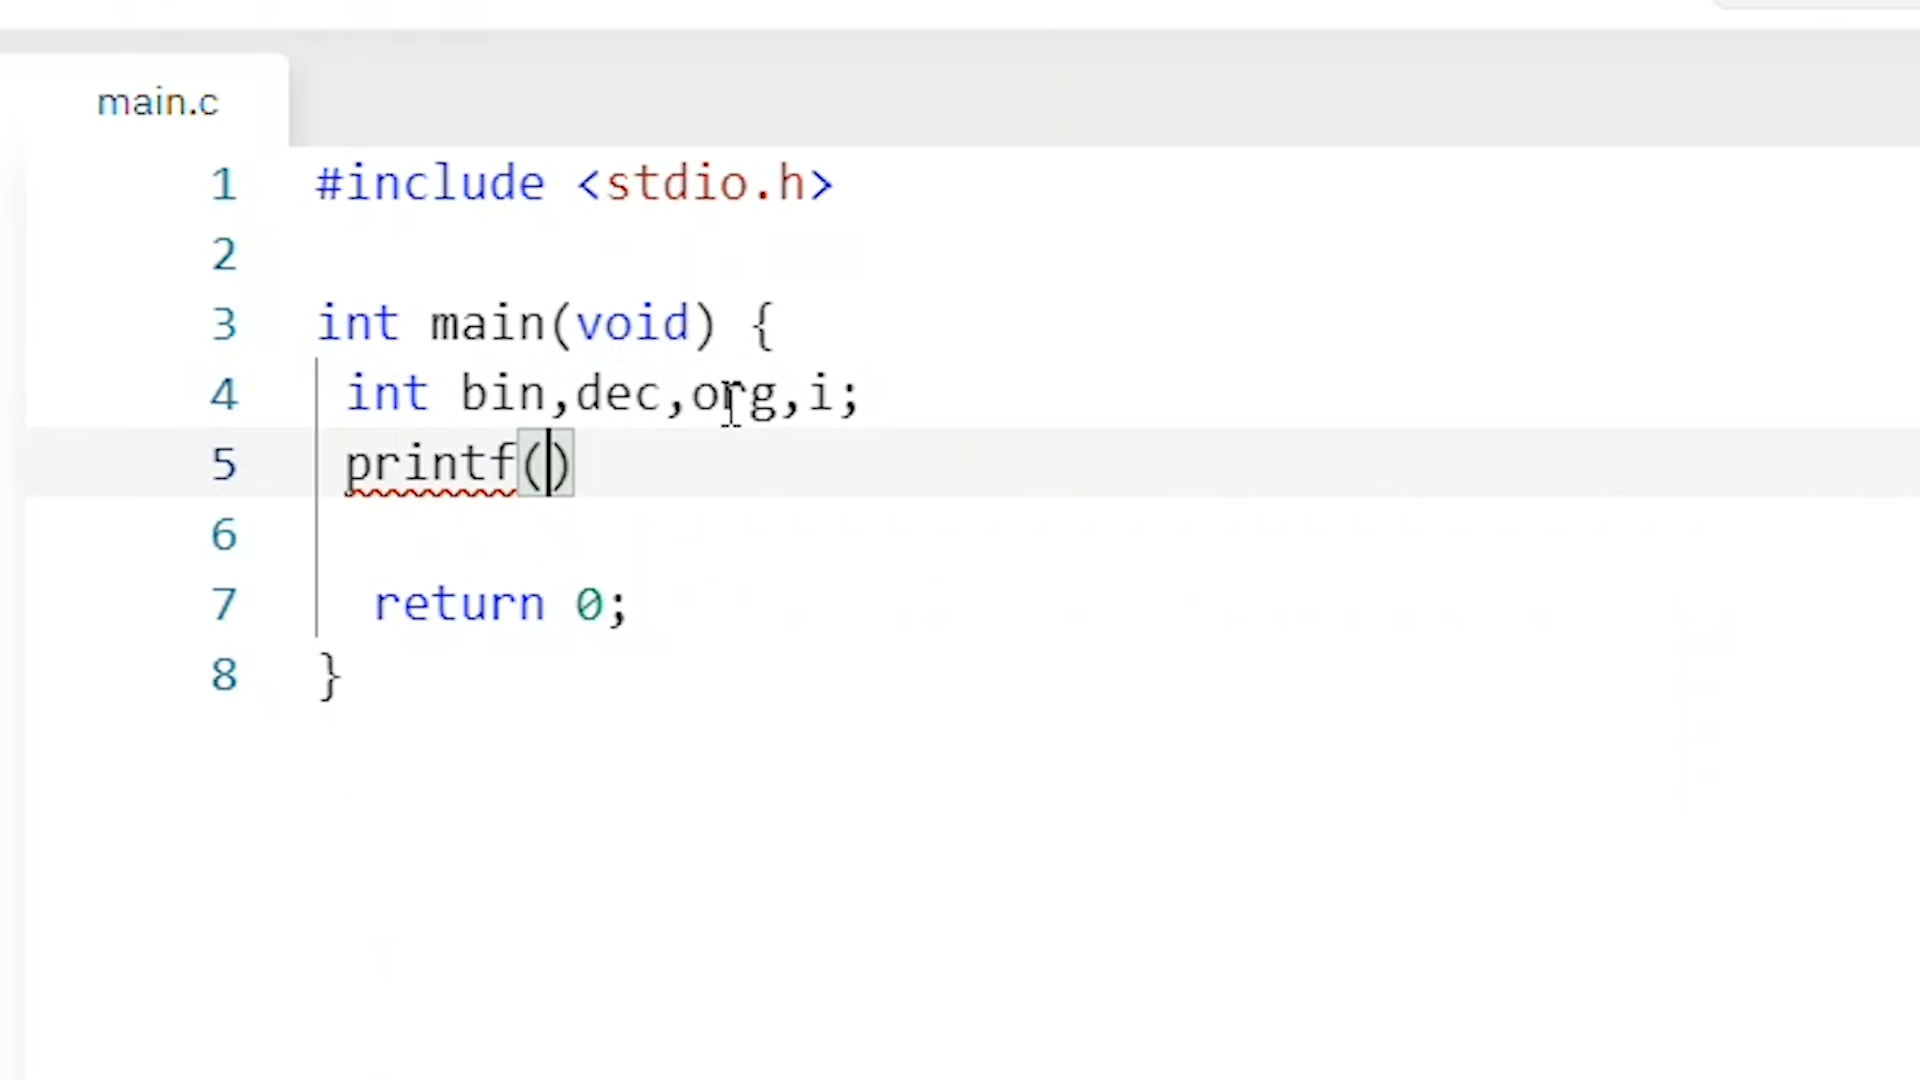 main.c
1 #include <stdio.h>
2
3 int main(void) {
4 int bin,dec,org,i;
5 printf()
6
7 return 0;
8 }